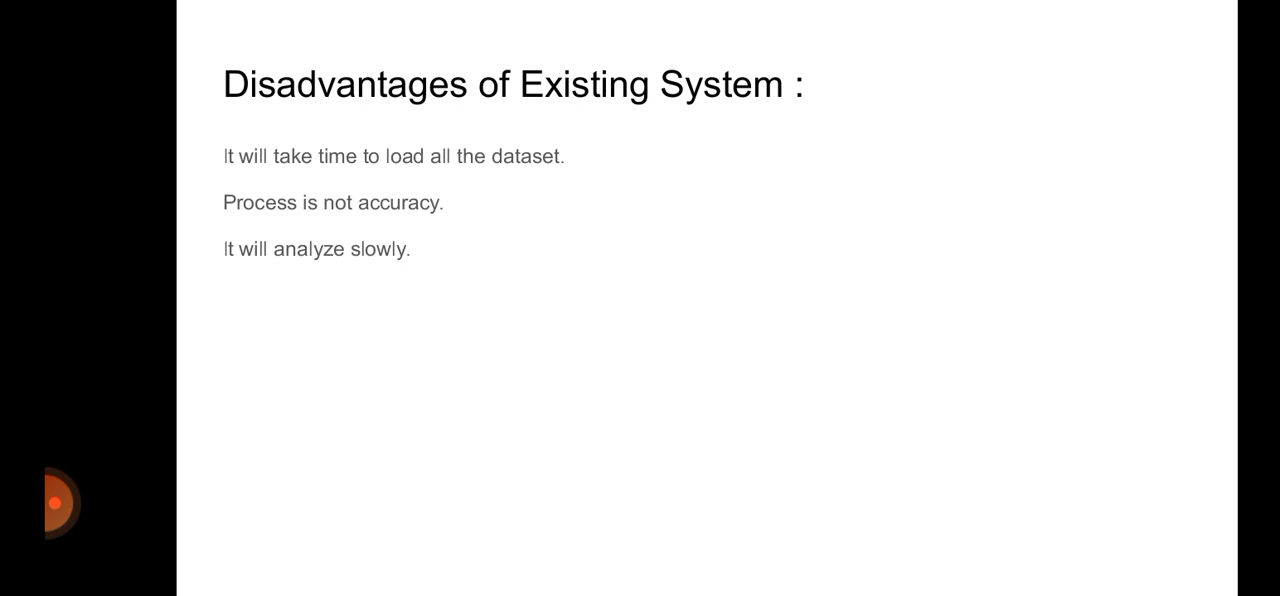 Disadvantages of Existing System :
It will take time to load all the dataset.
Process is not accuracy.
It will analyze slowly.